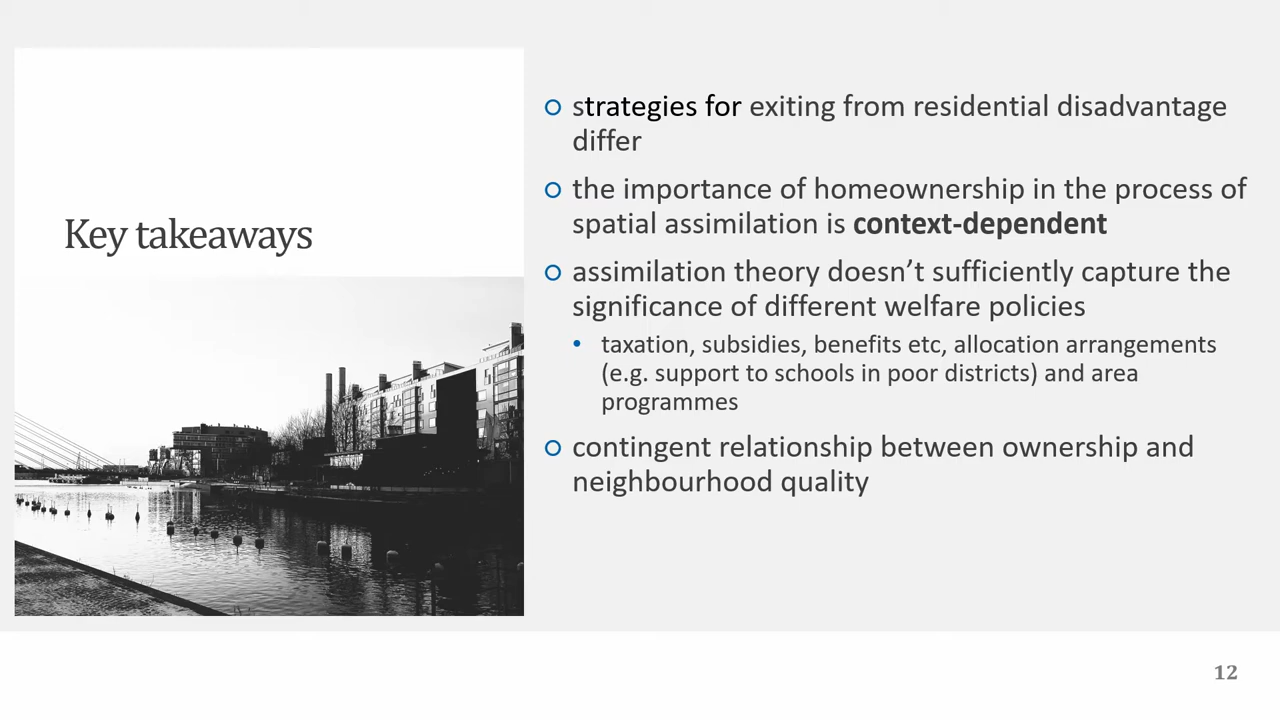 Key takeaways
strategies for exiting from residential disadvantage
differ
the importance of homeownership in the process of
spatial assimilation is context-dependent
assimilation theory doesn’t sufficiently capture the
significance of different welfare policies
taxation, subsidies, benefits etc, allocation arrangements
(e.g. support to schools in poor districts) and area
programmes
contingent relationship between ownership and
neighbourhood quality
12